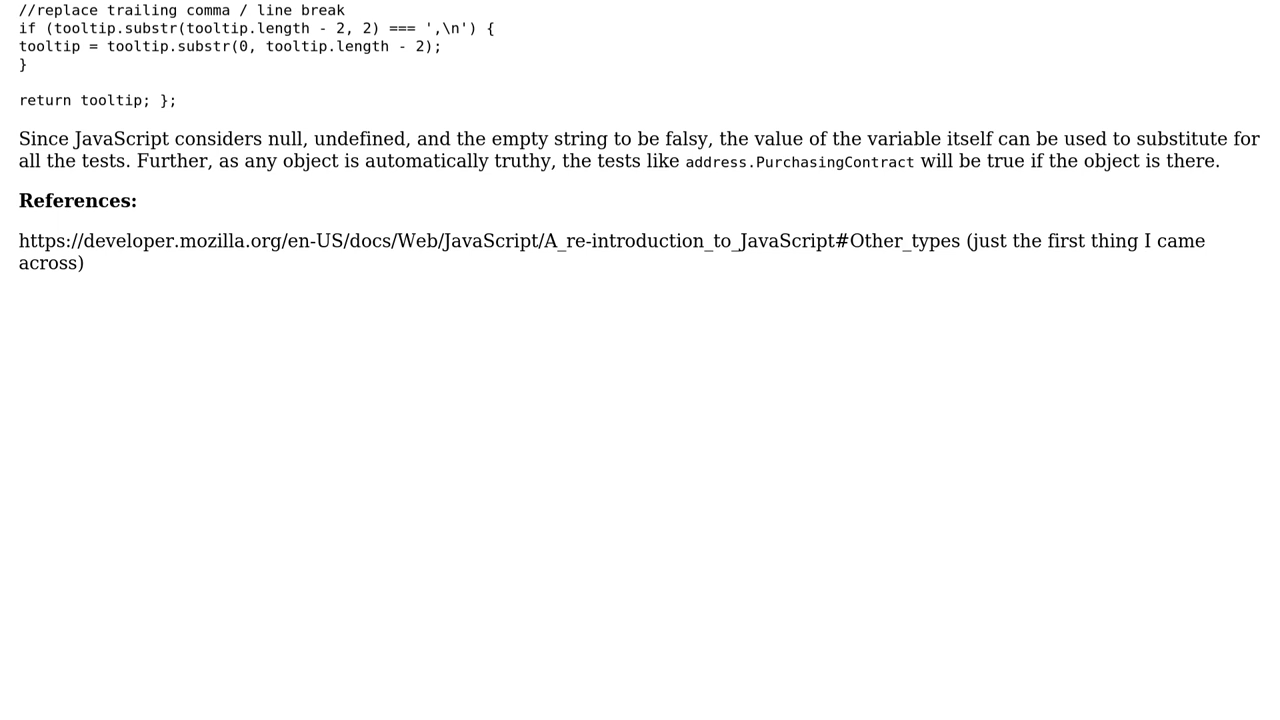 //replace trailing comma / line break
if (tooltip.substr(tooltip.length - 2, 2) === ',\n') {
tooltip = tooltip.substr(0, tooltip.length - 2);
}
return tooltip; };
Since JavaScript considers null, undefined, and the empty string to be falsy, the value of the variable itself can be used to substitute for
all the tests. Further, as any object is automatically truthy, the tests like address.PurchasingContract will be true if the object is there.
References:
https://developer.mozilla.org/en-US/docs/Web/JavaScript/A_re-introduction_to_JavaScript#Other_types (just the first thing I came
across)